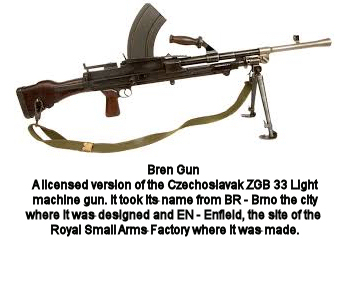 Bren Gun
A licensed version of the Czechoslavak ZGB 33 Light
machine gun. It took its name from BR - Brno the city
where it was designed and EN - Enfield, the site of the
Royal Small Arms Factory where it was made.